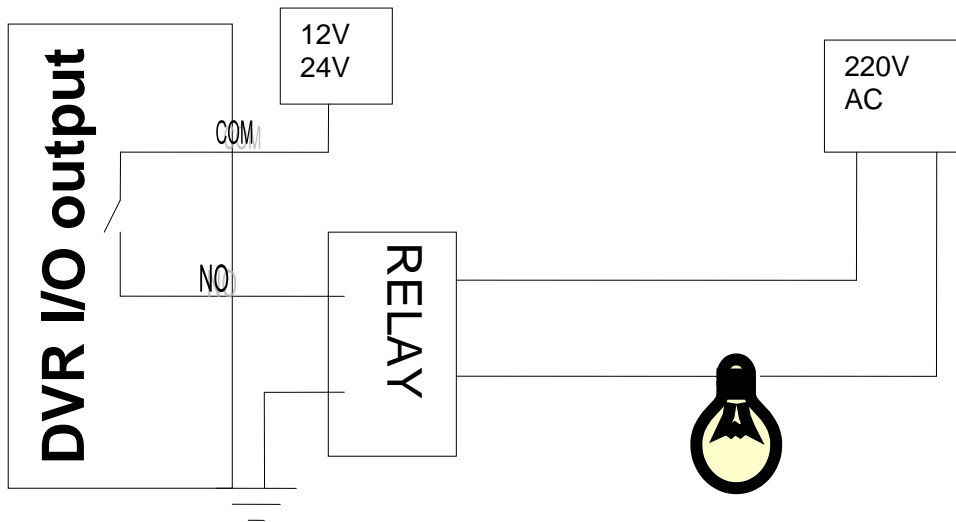 DVR I/O output
12V
24V
COM
NO
RELAY
220V
AC